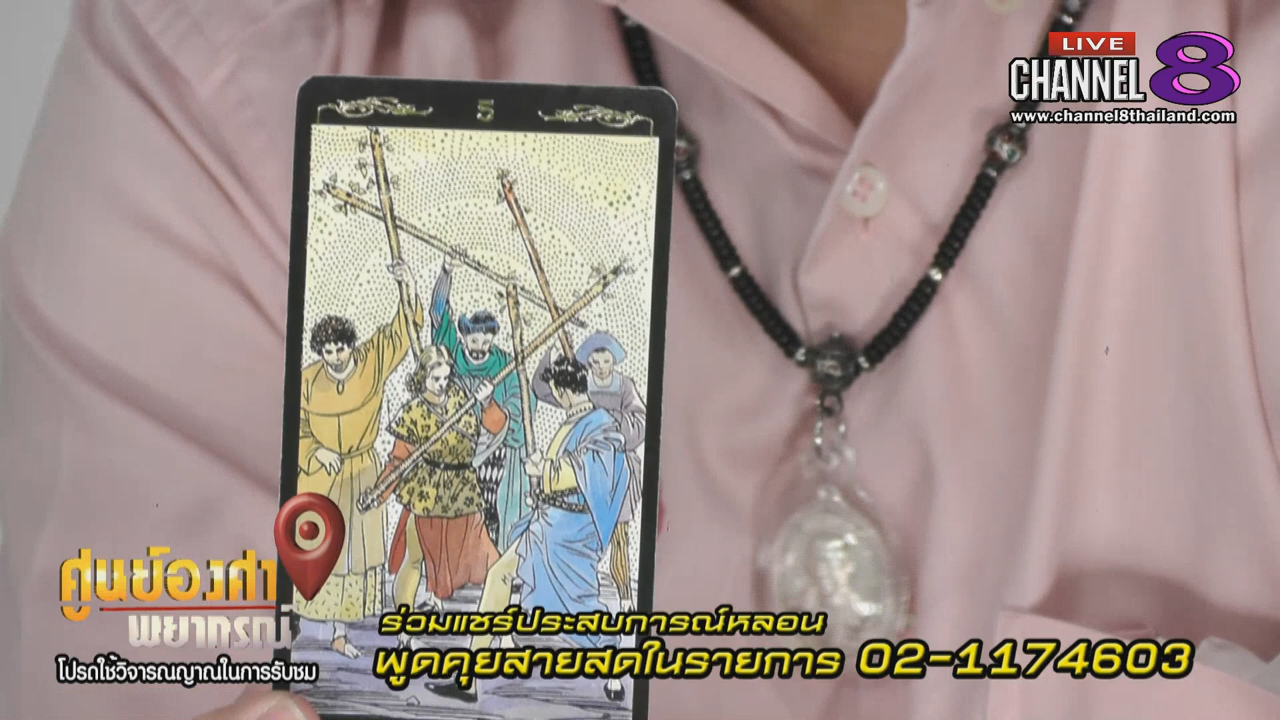 LIVE
CHANNEL 8
www.channel8thailand.com
5
ศูนย์องศา
พยากรณ์
โปรดใช้วิจารณญาณในการรับชม
ร่วมแชร์ประสบการณ์หลอน
พูดคุยสายสดในรายการ 02-1174603